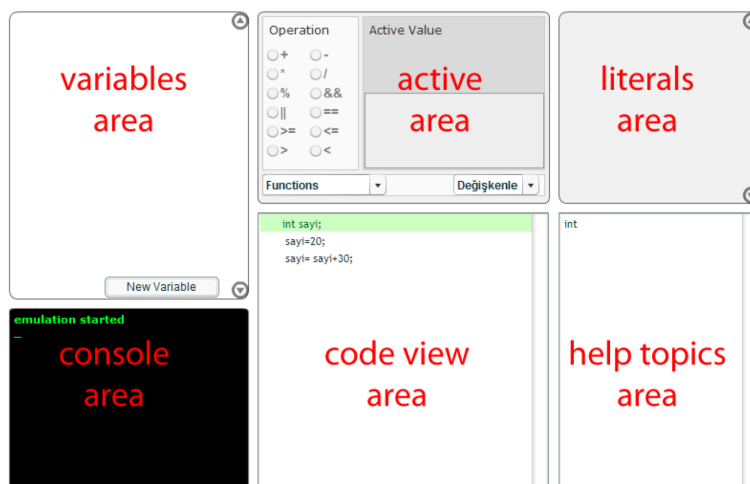 variables
area
New Variable
Operation
+ -
* /
% &&
|| ==
>= <=
> <
Active Value
active
area
Functions
Değişkenle
literals
area
emulation started
_
console
area
int sayi;
sayi=20;
sayi= sayi+30;
code view
area
int
help topics
area